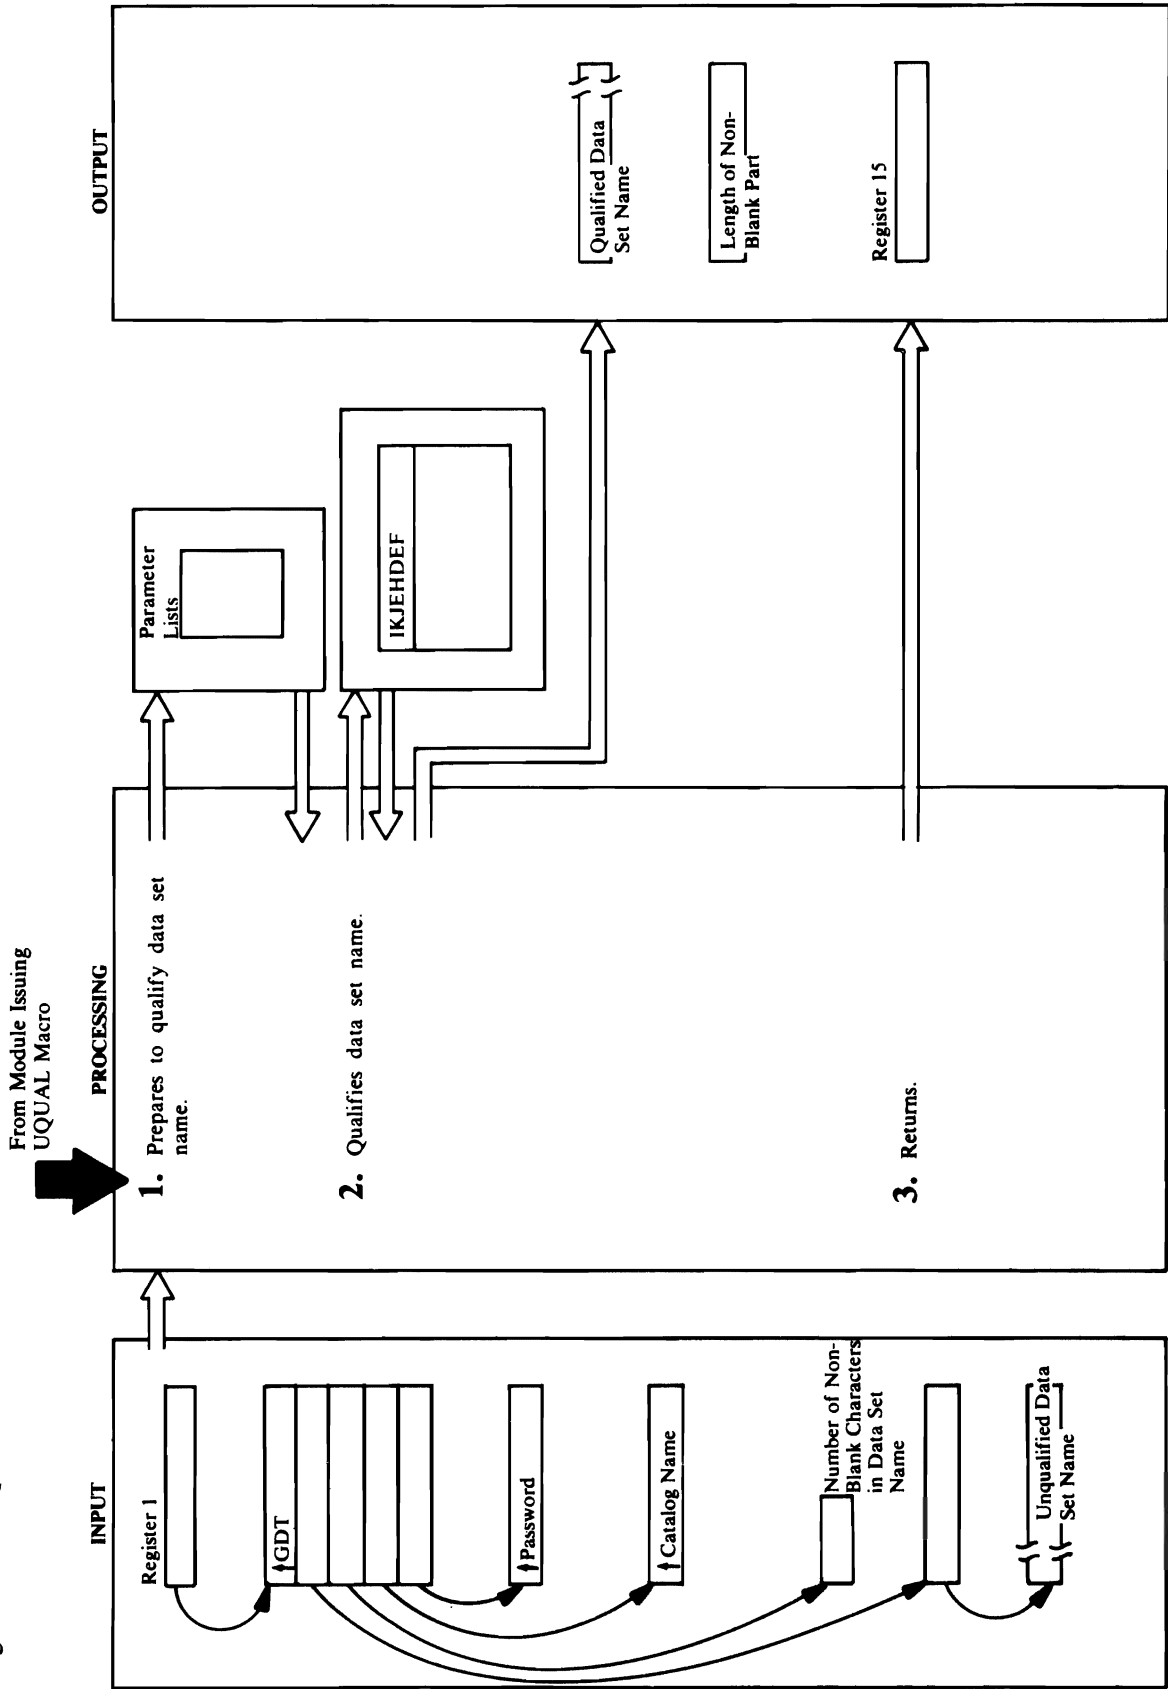 From Module Issuing
UQUAL Macro
INPUT
PROCESSING
OUTPUT
Register 1
↑GDT
↑Password
↑Catalog Name
Number of Non-
Blank Characters
in Data Set
Name
Unqualified Data
Set Name
1. Prepares to qualify data set
name.
2. Qualifies data set name.
3. Returns.
Parameter
Lists
IKJEHDEF
Qualified Data
Set Name
Length of Non-
Blank Part
Register 15